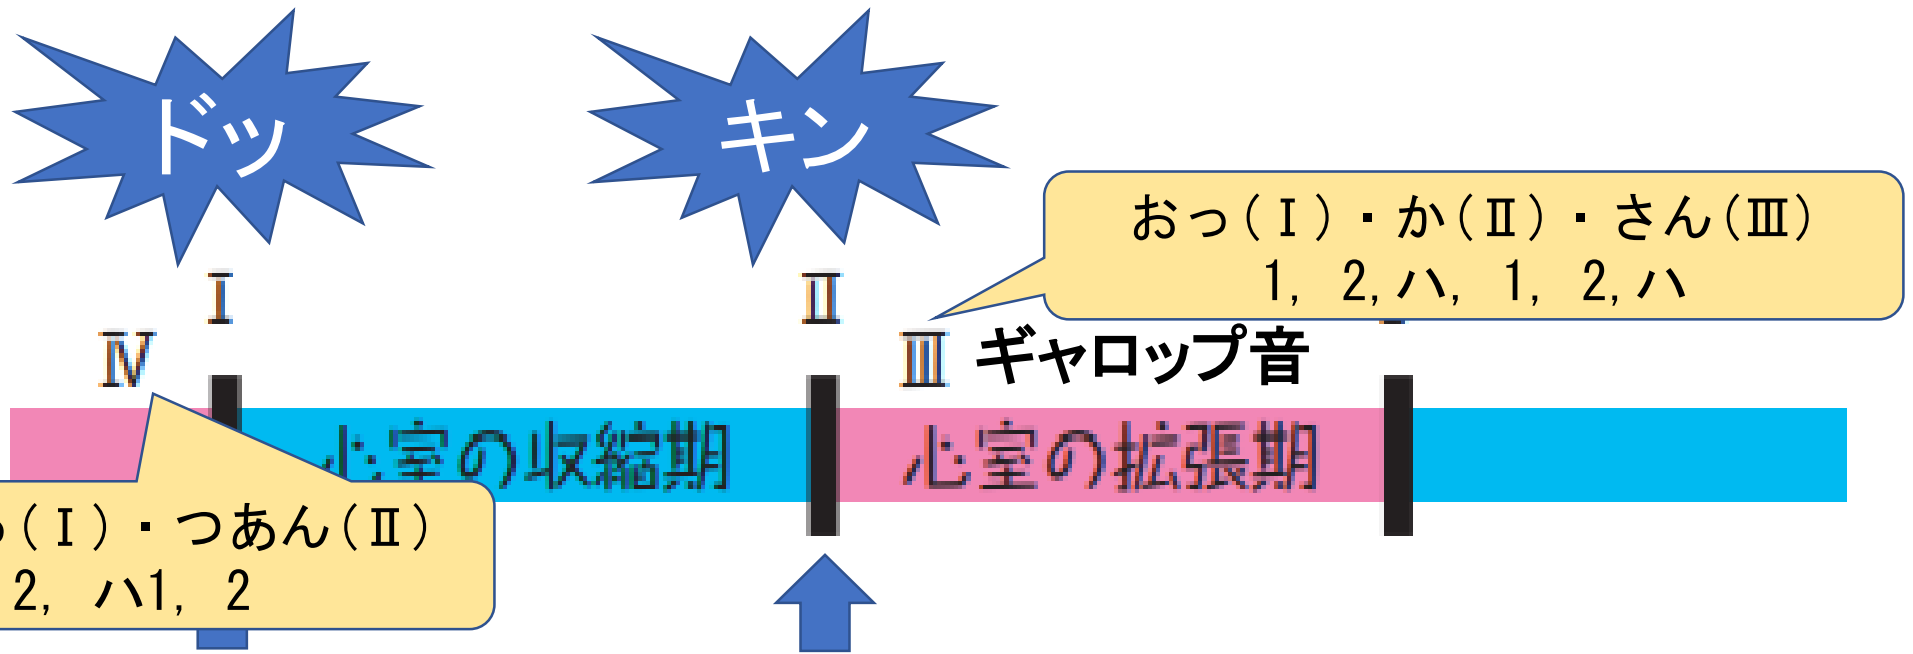 ドッ
キン
おっ(Ⅰ)・か(Ⅱ)・さん(Ⅲ)
1, 2,ハ, 1, 2,ハ
Ⅰ
Ⅱ
Ⅳ
Ⅲ ギャロップ音
心室の収縮期
心室の拡張期
(Ⅰ)・つあん(Ⅱ)
2, ハ1, 2